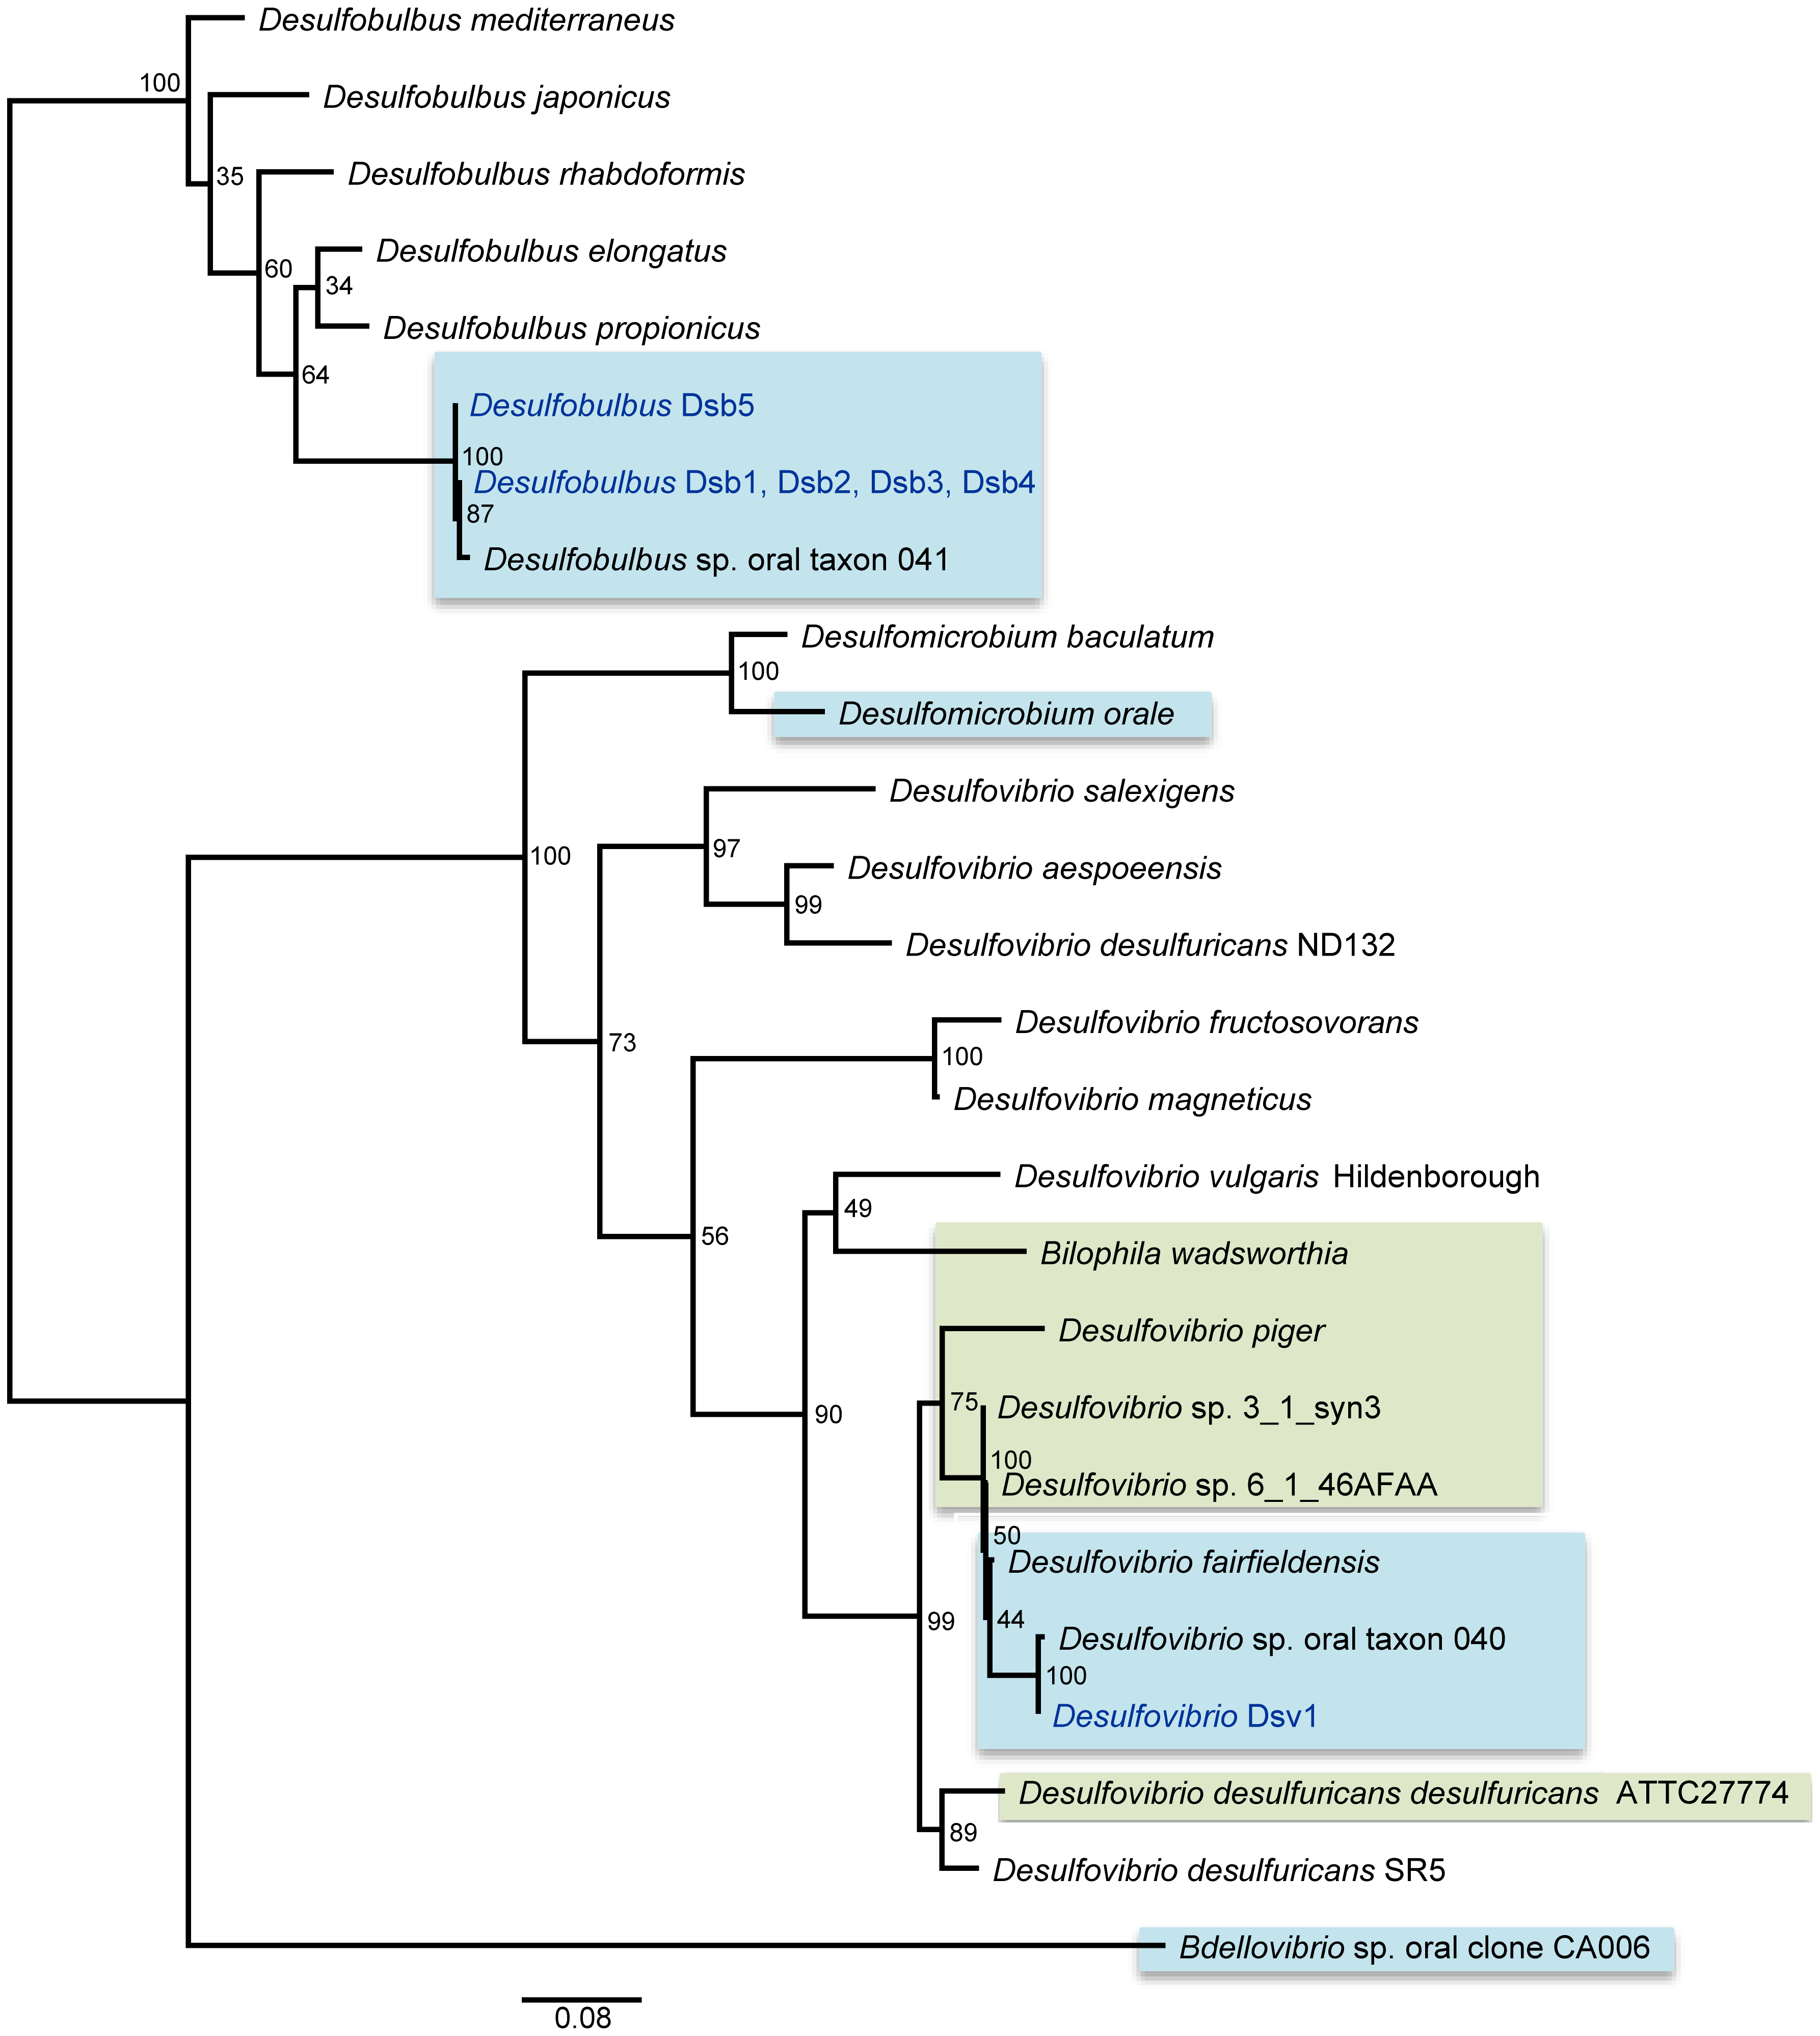 Desulfobulbus mediterraneus
100
Desulfobulbus japonicus
35
Desulfobulbus rhabdoformis
Desulfobulbus elongatus
60
34
Desulfobulbus propionicus
64
Desulfobulbus Dsb5
100
Desulfobulbus Dsb1, Dsb2, Dsb3, Dsb4
87
Desulfobulbus sp. oral taxon 041
Desulfomicrobium baculatum
100
Desulfomicrobium orale
Desulfovibrio salexigens
97
100
Desulfovibrio aespoeensis
99
Desulfovibrio desulfuricans ND132
Desulfovibrio fructosovorans
73
100
Desulfovibrio magneticus
Desulfovibrio vulgaris Hildenborough
49
56
Bilophila wadsworthia
Desulfovibrio piger
75
Desulfovibrio sp. 3_1_syn3
90
100
Desulfovibrio sp. 6_1_46AFAA
50
Desulfovibrio fairfieldensis
44
99
Desulfovibrio sp. oral taxon 040
100
Desulfovibrio Dsv1
Desulfovibrio desulfuricans desulfuricans ATTC27774
89
Desulfovibrio desulfuricans SR5
Bdellovibrio sp. oral clone CA006
0.08